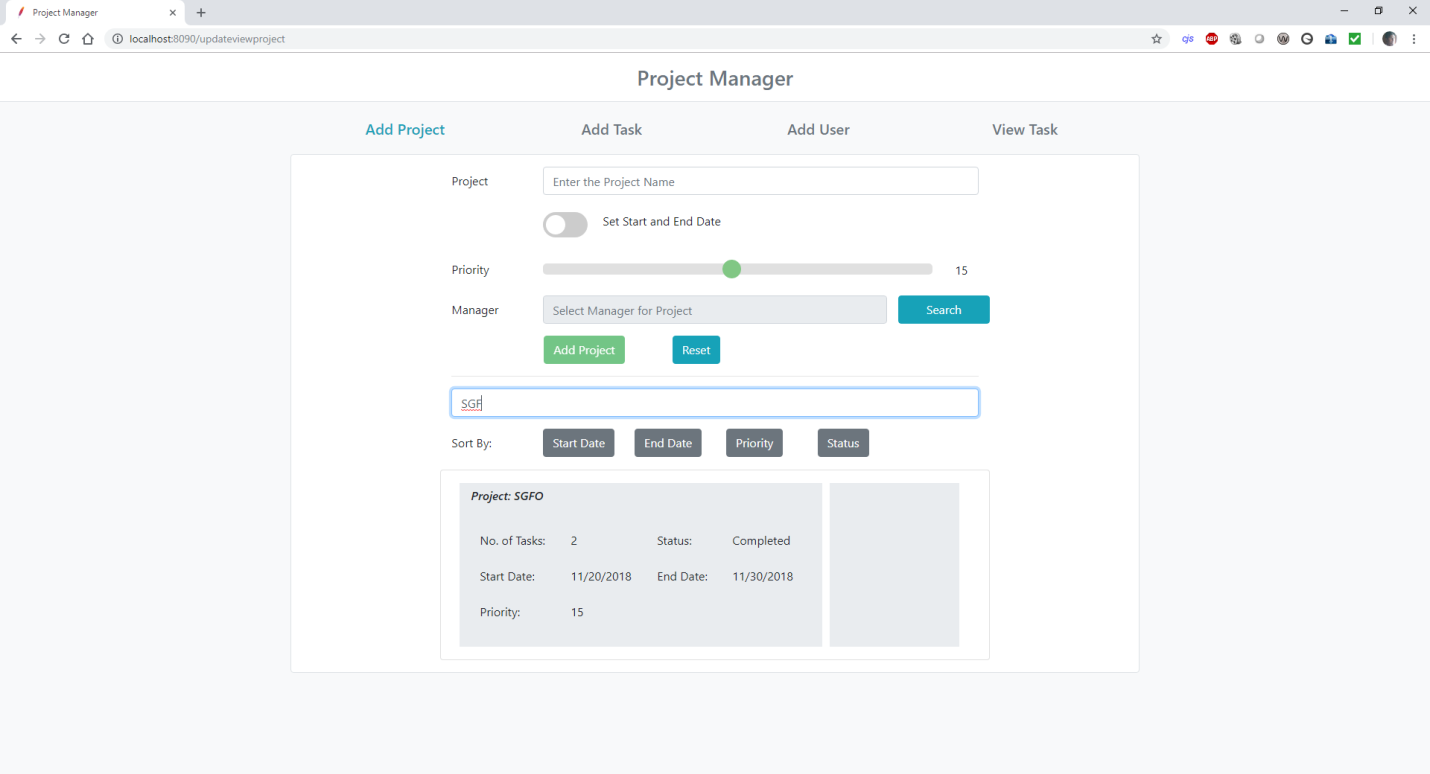 Project Manager
localhost:8090/updateviewproject
cjs ABP
Project Manager
Add Project Add Task Add User View Task
Project Enter the Project Name
Set Start and End Date
Priority 15
Manager Select Manager for Project Search
Add Project Reset
SGF
Sort By: Start Date End Date Priority Status
Project: SGFO
No. of Tasks: 2 Status: Completed
Start Date: 11/20/2018 End Date: 11/30/2018
Priority: 15